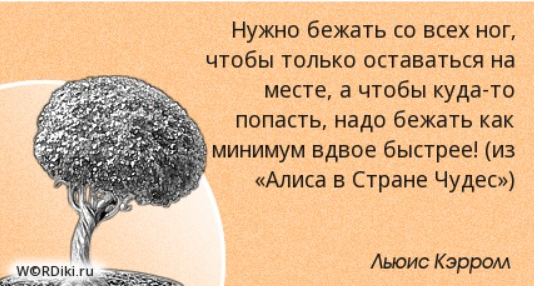 Нужно бежать со всех ног,
чтобы только оставаться на
месте, а чтобы куда-то
попасть, надо бежать как
минимум вдвое быстрее! (из
«Алиса в Стране Чудес»)
Льюис Кэрролл
W©RDiki.ru